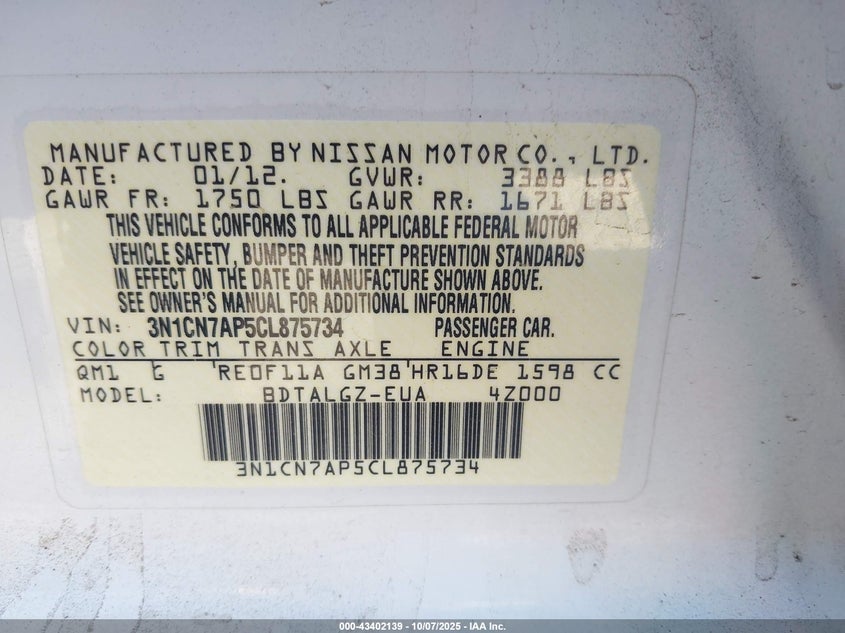 MANUFACTURED BY NISSAN MOTOR CO., LTD.
DATE: 01/12. GVWR: 3388 LBS
GAWR FR: 1750 LBS GAWR RR: 1671 LBS
THIS VEHICLE CONFORMS TO ALL APPLICABLE FEDERAL MOTOR
VEHICLE SAFETY, BUMPER AND THEFT PREVENTION STANDARDS
IN EFFECT ON THE DATE OF MANUFACTURE SHOWN ABOVE.
SEE OWNER'S MANUAL FOR ADDITIONAL INFORMATION.
VIN: 3N1CN7AP5CL875734 PASSENGER CAR.
COLOR TRIM TRANS AXLE ENGINE
QM1 G RE0F11A GM38 HR16DE 1598 CC
MODEL: BDTALGZ-EUA 4Z000
3N1CN7AP5CL875734
000-43402139 - 10/07/2025 - IAA Inc.